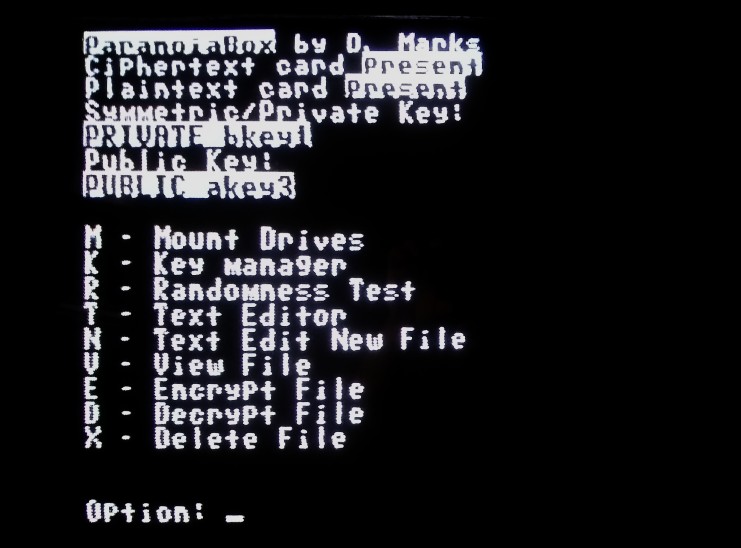 ParanoiaBox by D. Marks
Ciphertext card Present
Plaintext card Present
Symmetric/Private Key:
PRIVATE bkey1
Public Key:
PUBLIC akey3
M - Mount Drives
K - Key manager
R - Randomness Test
T - Text Editor
N - Text Edit New File
V - View File
E - Encrypt File
D - Decrypt File
X - Delete File
Option: _